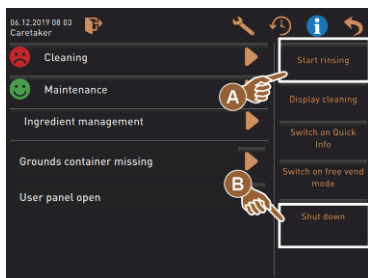 06.12.2019 08 03
Caretaker
Cleaning
Maintenance
Ingredient management
Grounds container missing
User panel open
Start rinsing
Display cleaning
Switch on Quick
Info
Switch on free vend
mode
Shut down
A
B
i